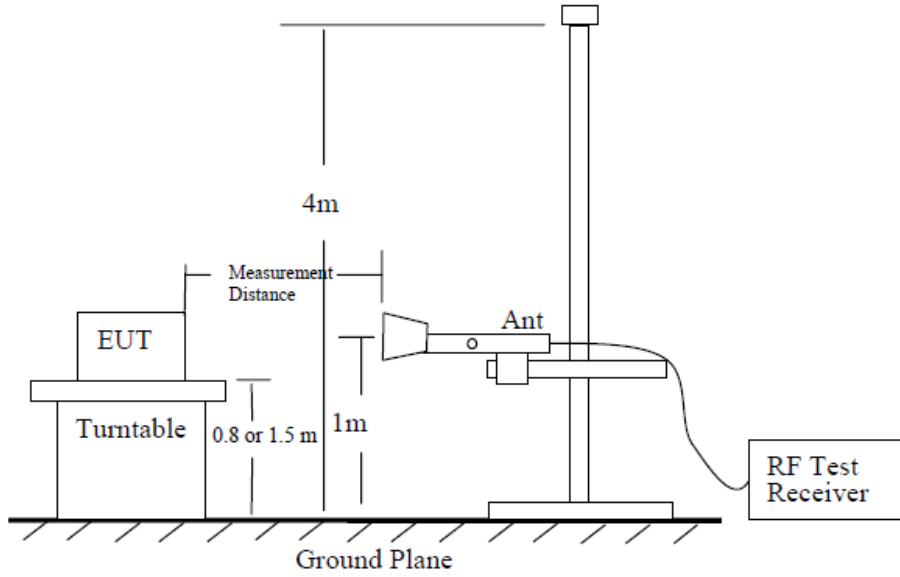 4m
Measurement
Distance
EUT
Ant
Turntable
0.8 or 1.5 m
1m
RF Test
Receiver
Ground Plane